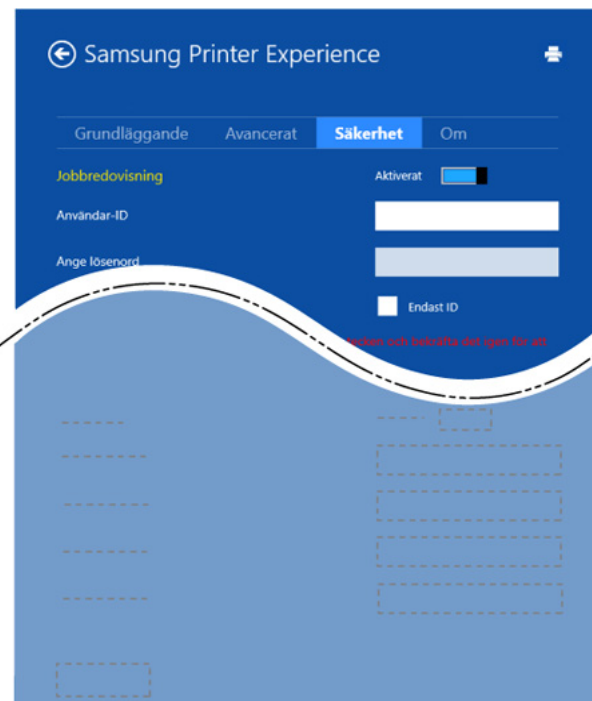 Samsung Printer Experience
Grundläggande Avancerat Säkerhet Om
Jobbredovisning Aktiverat
Användar-ID
Ange lösenord
Endast ID
tecken och bekräfta det igen för att